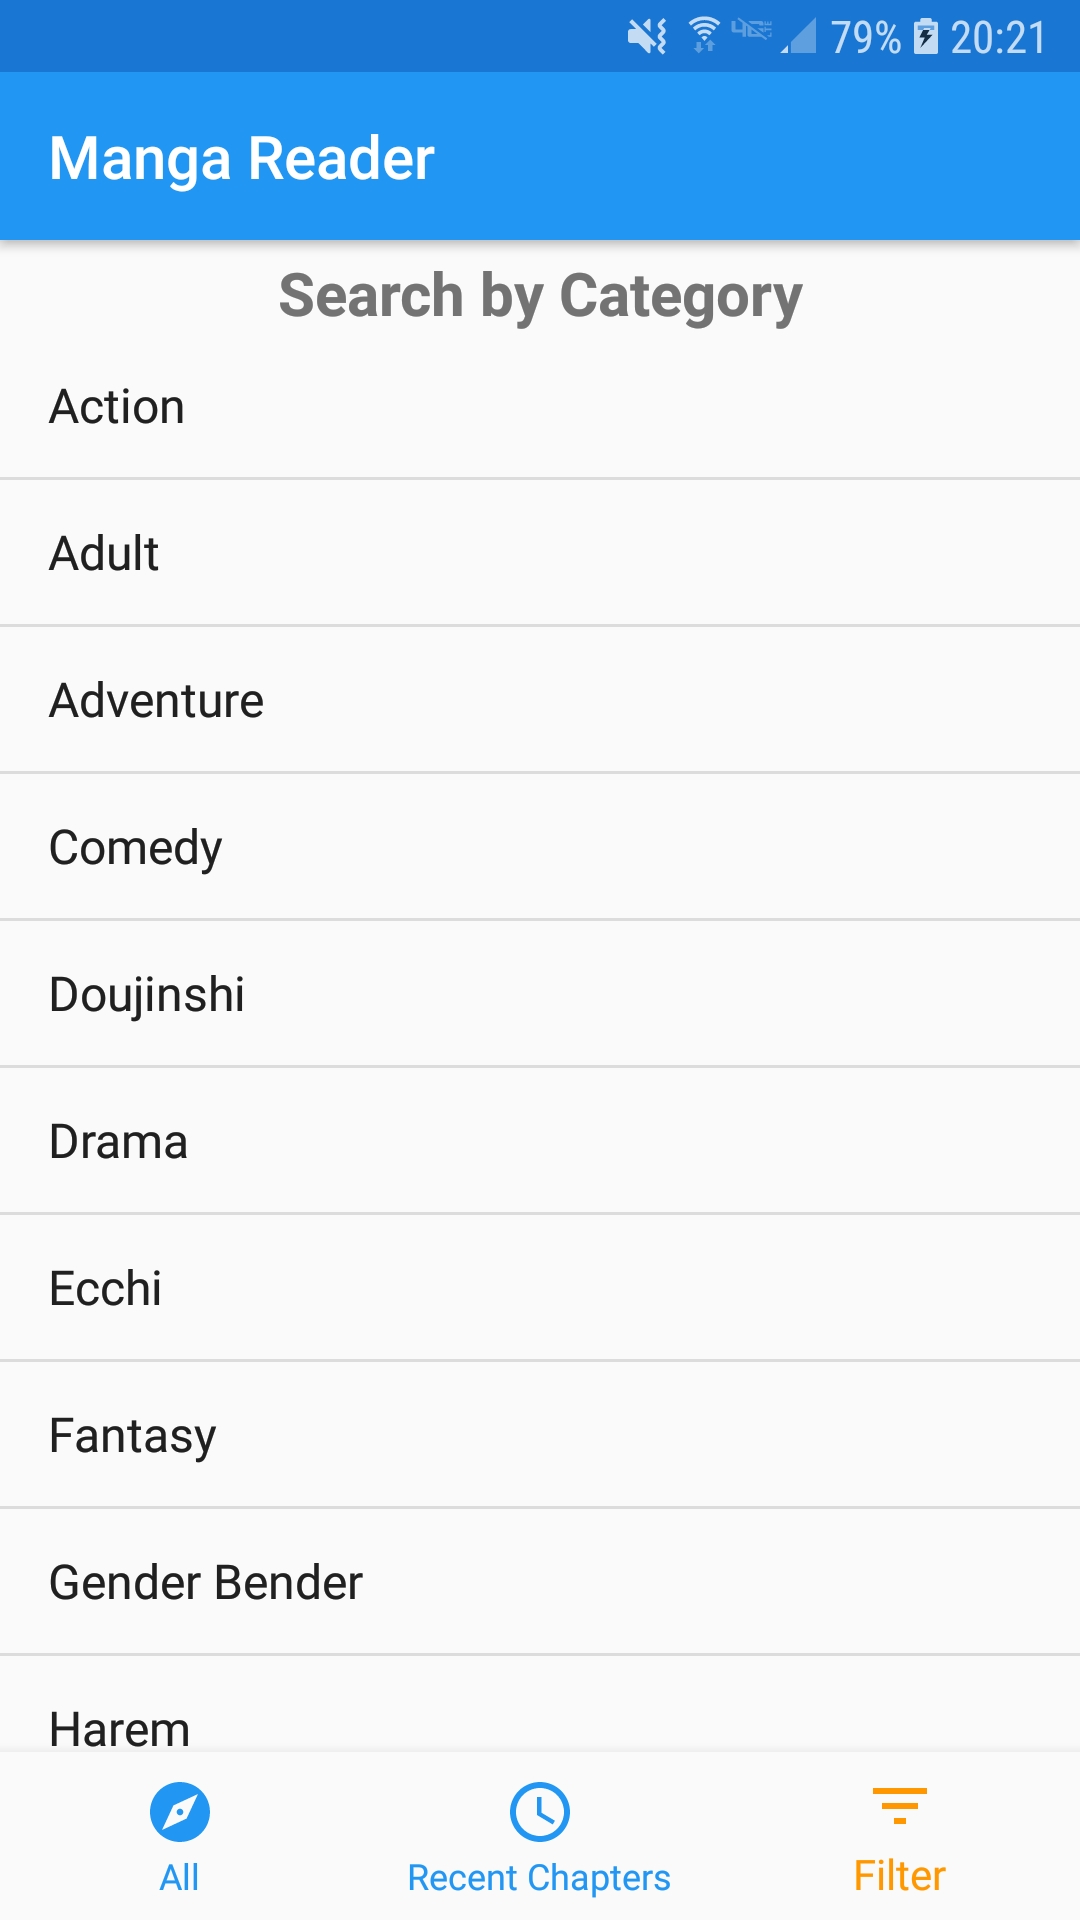 79% 20:21
Manga Reader
Search by Category
Action
Adult
Adventure
Comedy
Doujinshi
Drama
Ecchi
Fantasy
Gender Bender
Harem
All
Recent Chapters
Filter